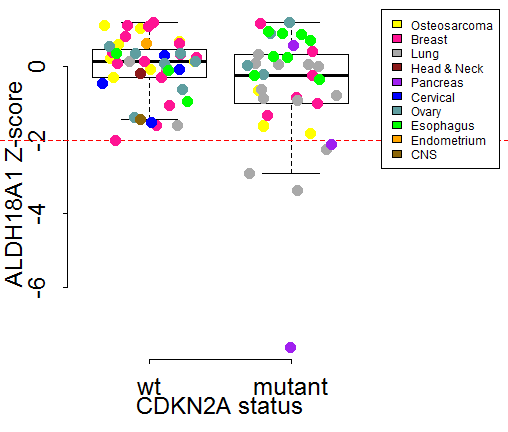 ALDH18A1 Z-score
0
-2
-4
-6
wt mutant
CDKN2A status
Osteosarcoma
Breast
Lung
Head & Neck
Pancreas
Cervical
Ovary
Esophagus
Endometrium
CNS